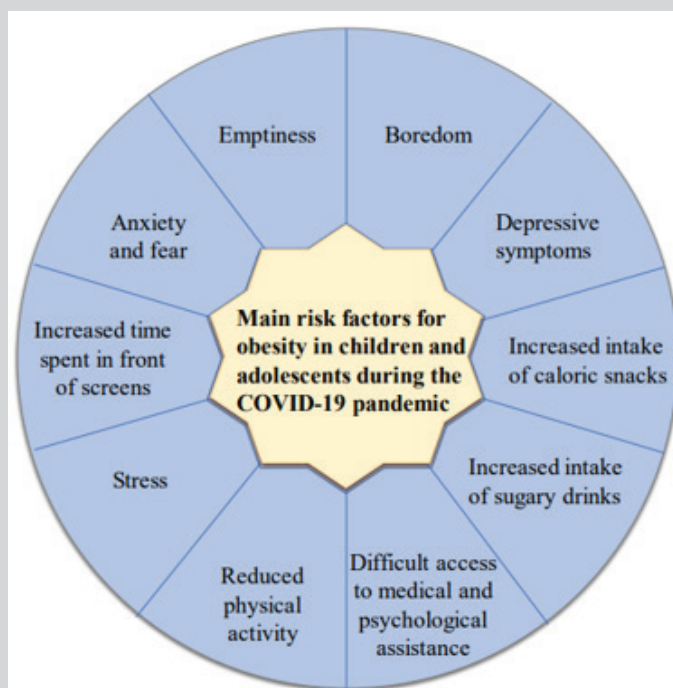 Emptiness
Boredom
Depressive
symptoms
Increased intake
of caloric snacks
Increased intake
of sugary drinks
Difficult access
to medical and
psychological
assistance
Reduced
physical
activity
Stress
Increased time
spent in front
of screens
Anxiety
and fear
Main risk factors for
obesity in children and
adolescents during the
COVID-19 pandemic